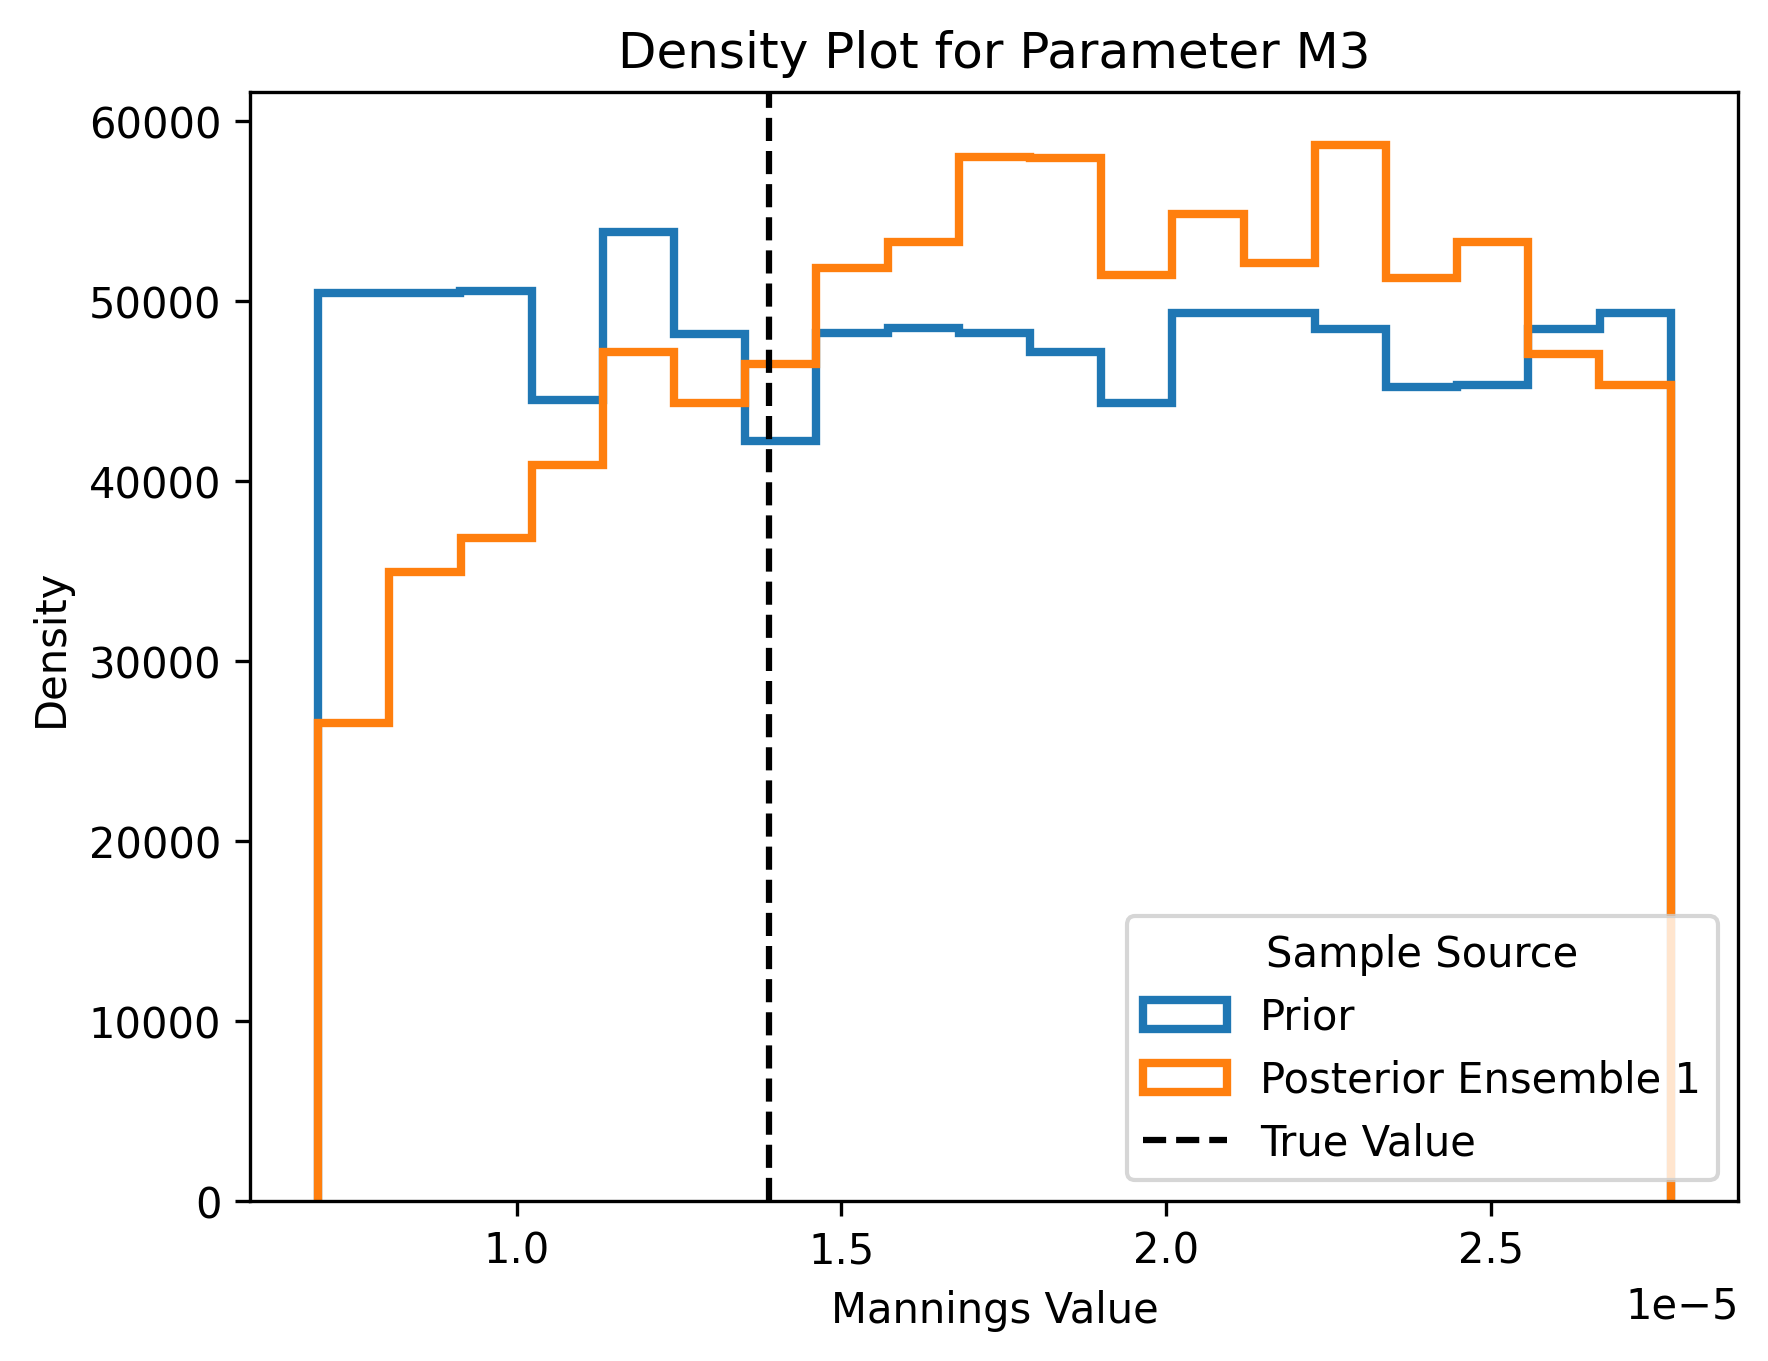 Density Plot for Parameter M3
60000
50000
40000
30000
20000
10000
0
Density
Sample Source
Prior
Posterior Ensemble 1
True Value
1.0 1.5 2.0 2.5
1e−5
Mannings Value